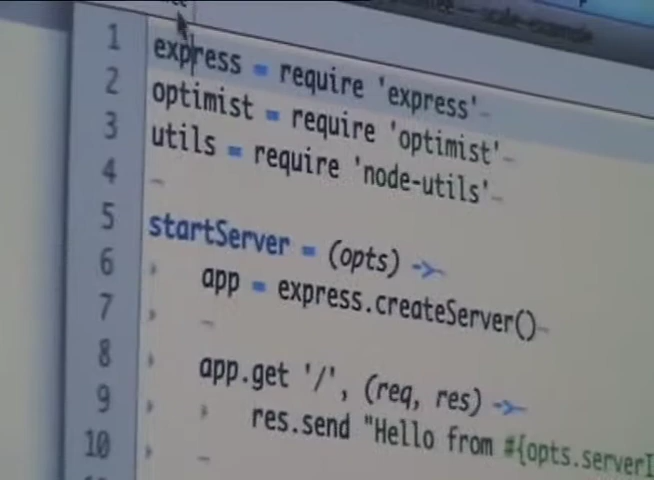 1 express = require 'express'
2 optimist = require 'optimist'
3 utils = require 'node-utils'
4
5 startServer = (opts) ->
6 app = express.createServer()
7
8 app.get '/', (req, res) ->
9 res.send "Hello from #{opts.serverI
10